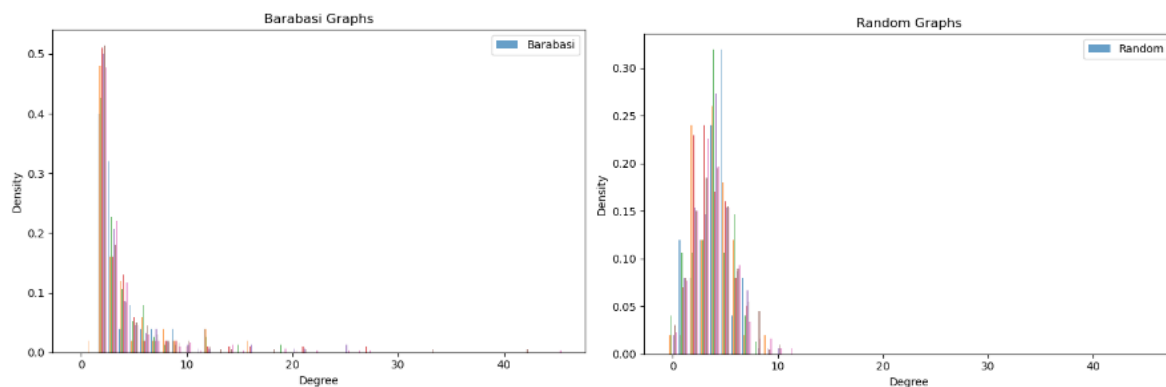 Barabasi Graphs
Barabasi
0.5
0.4
0.3
0.2
0.1
0.0
Density
0 10 20 30 40
Degree
Random Graphs
Random
0.30
0.25
0.20
0.15
0.10
0.05
0.00
Density
0 10 20 30 40
Degree